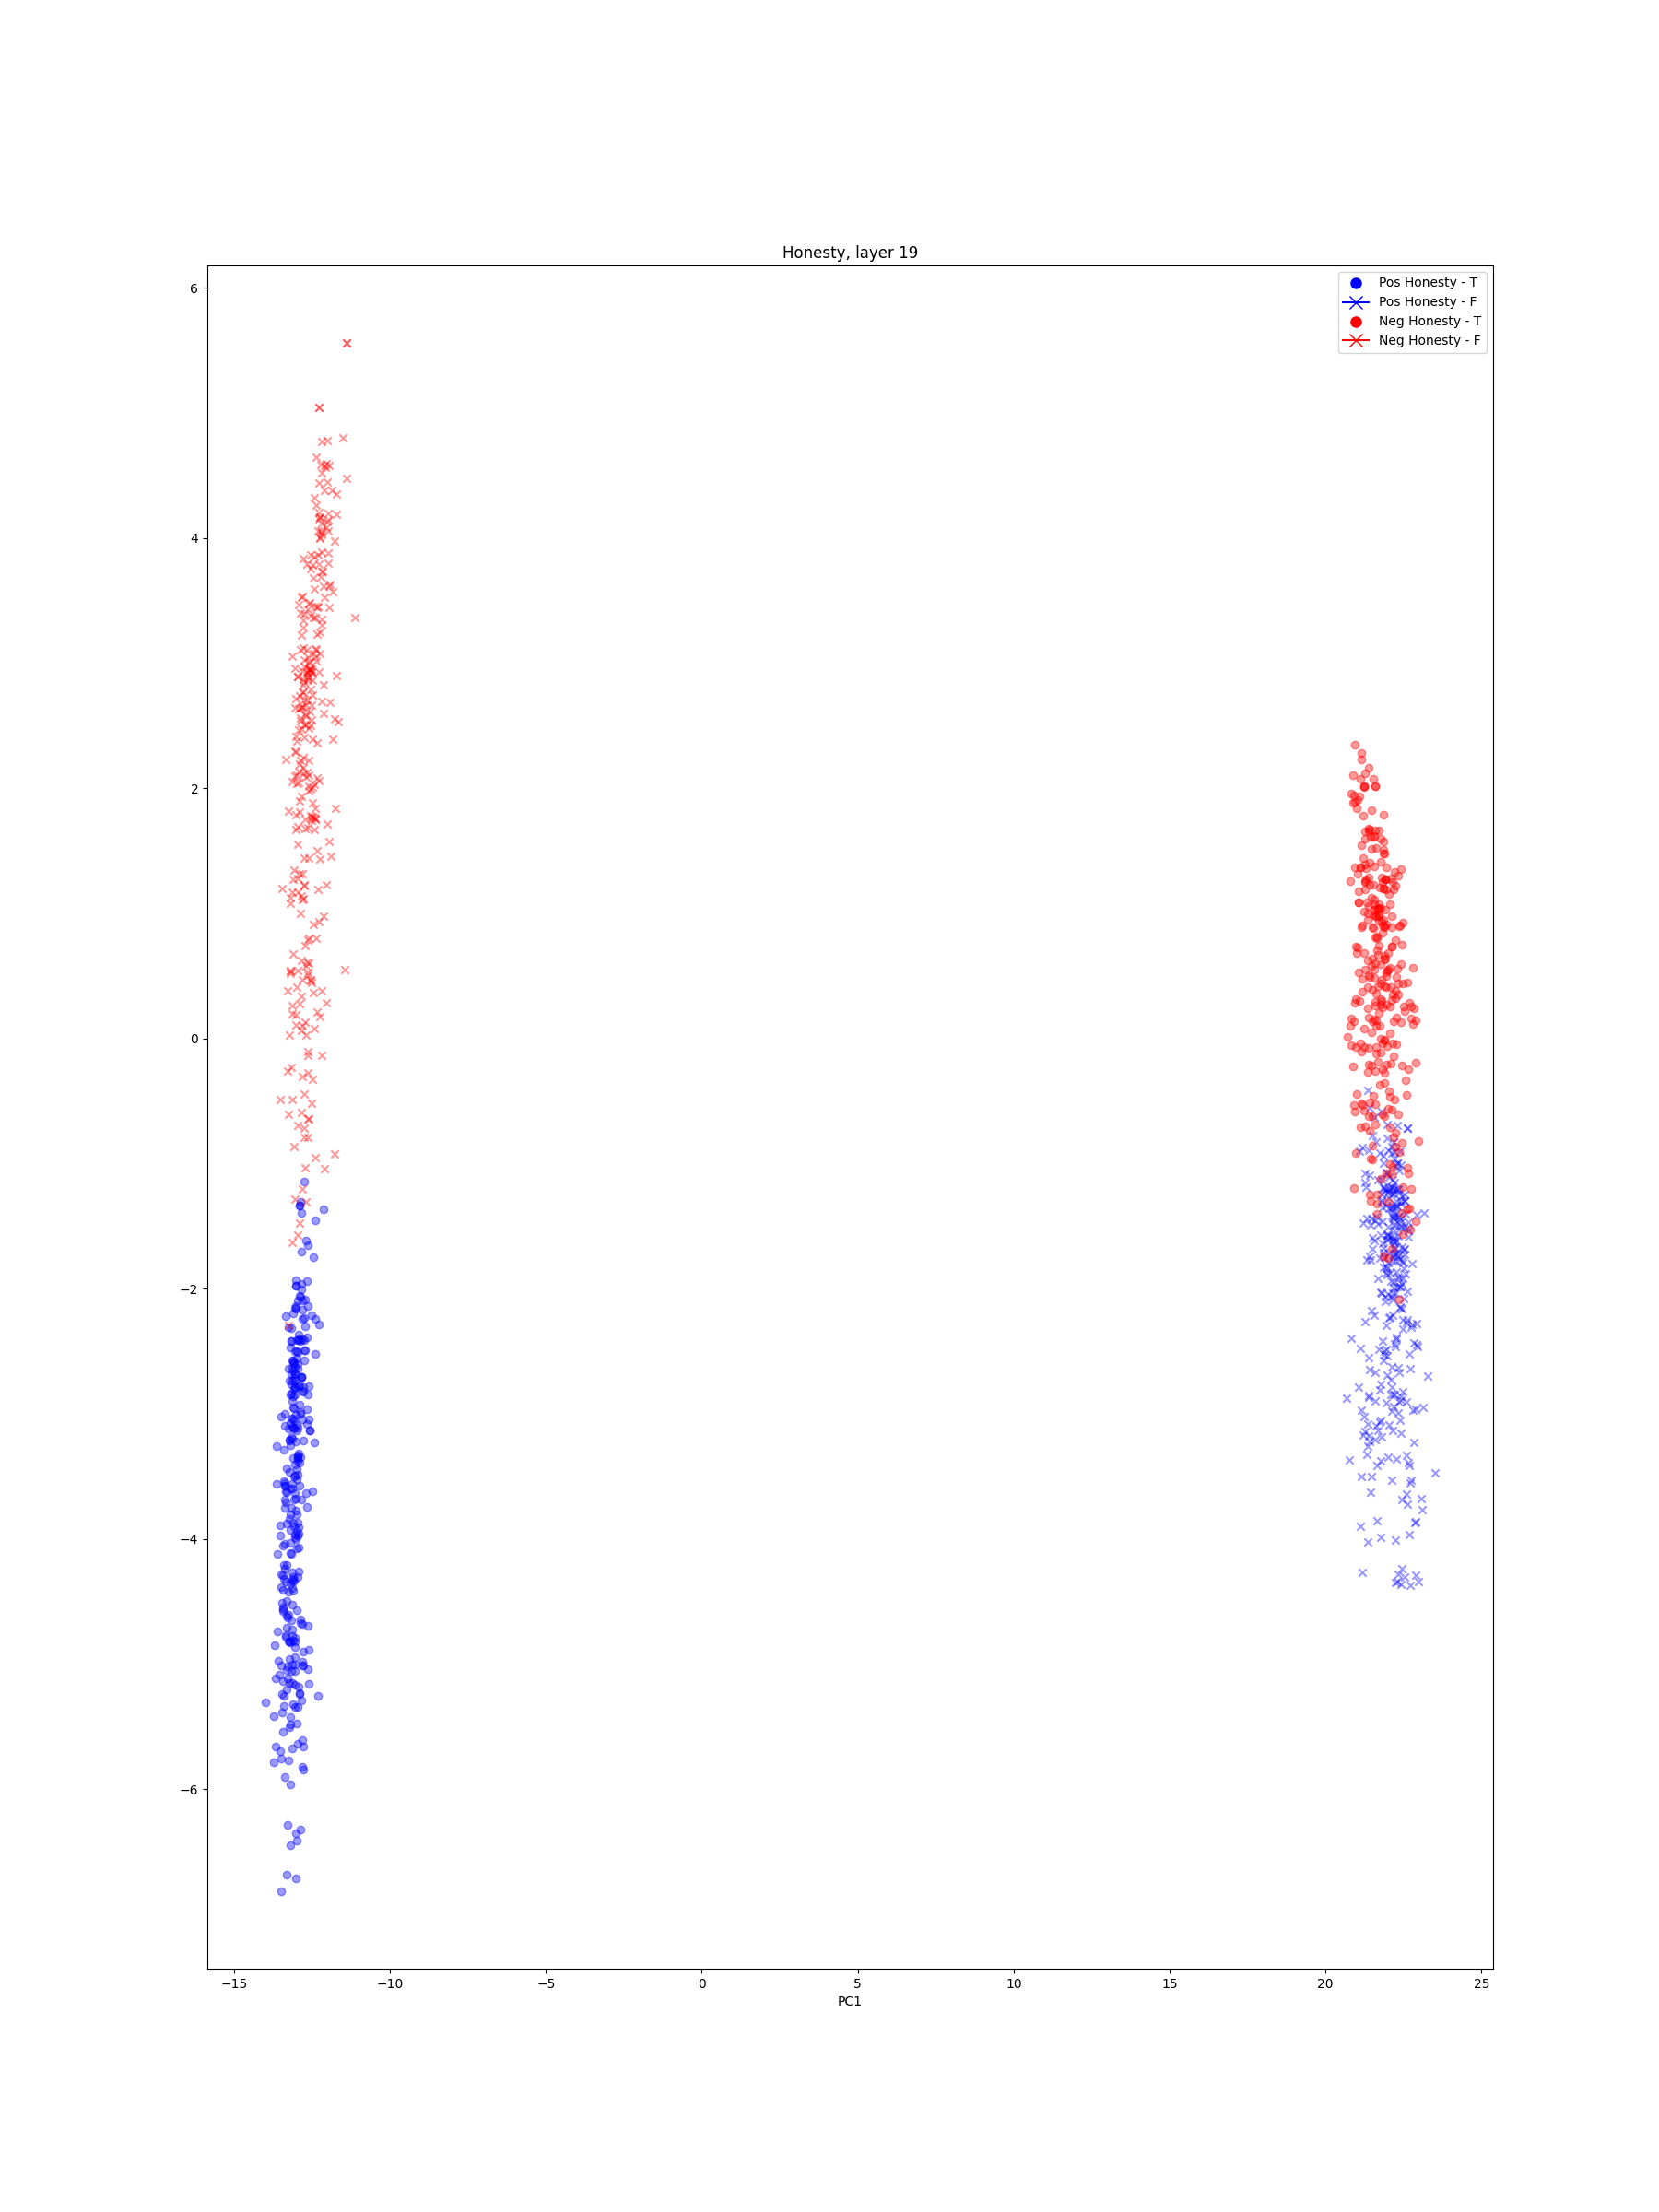 Honesty, layer 19
Pos Honesty - T
Pos Honesty - F
Neg Honesty - T
Neg Honesty - F
6
4
2
0
−2
−4
−6
−15 −10 −5 0 5 10 15 20 25
PC1